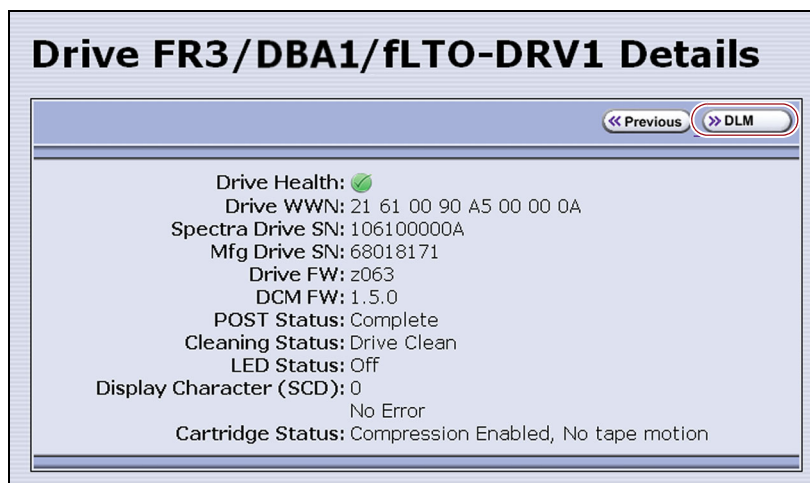 Drive FR3/DBA1/fLTO-DRV1 Details
Previous DLM
Drive Health:
Drive WWN: 21 61 00 90 A5 00 00 0A
Spectra Drive SN: 106100000A
Mfg Drive SN: 68018171
Drive FW: z063
DCM FW: 1.5.0
POST Status: Complete
Cleaning Status: Drive Clean
LED Status: Off
Display Character (SCD): 0
No Error
Cartridge Status: Compression Enabled, No tape motion